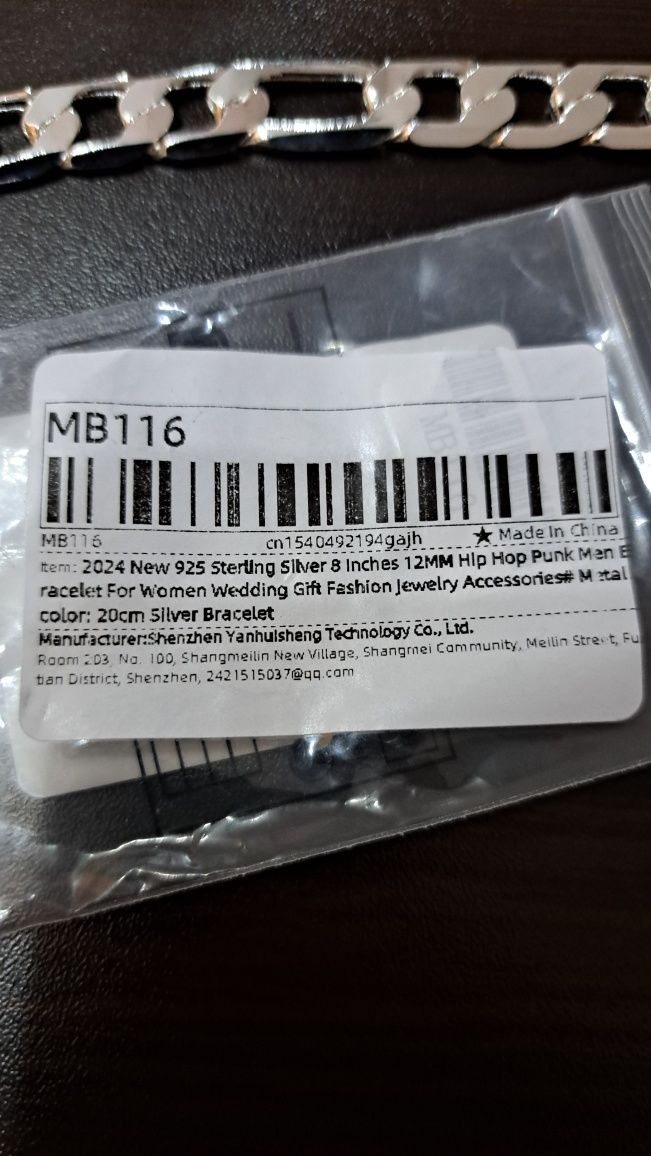 MB116
MB116 cn1540492194gajh ★ Made In China
Item: 2024 New 925 Sterling Silver 8 Inches 12MM Hip Hop Punk Men B
racelet For Women Wedding Gift Fashion Jewelry Accessories# Metal
color: 20cm Silver Bracelet
Manufacturer:Shenzhen Yanhuisheng Technology Co., Ltd.
Room 203, No. 100, Shangmeilin New Village, Shangmei Community, Meilin Street, Fu
tian District, Shenzhen, 2421515037@qq.com